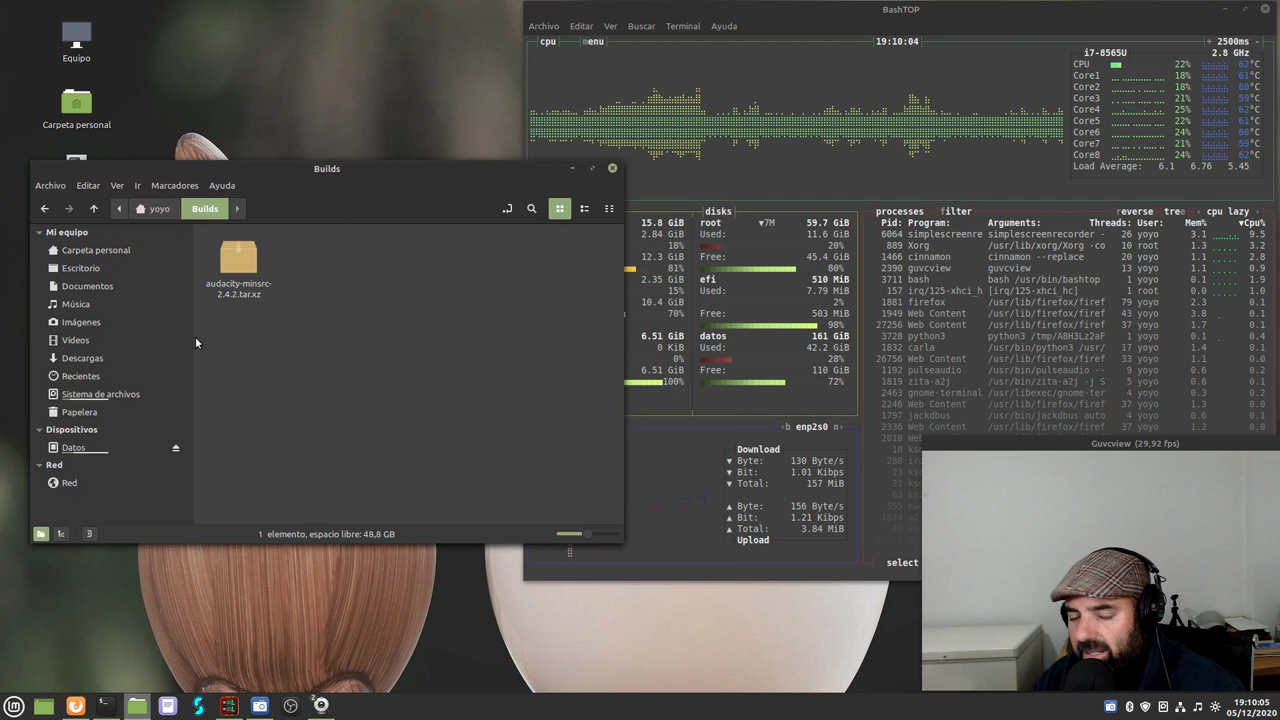 Equipo
Carpeta personal
BashTOP
Archivo Editar Ver Buscar Terminal Ayuda
cpu menu 19:10:04 + 2500ms -
i7-8565U 2.8 GHz
CPU 22% 62°C
Core1 18% 61°C
Core2 18% 60°C
Core3 21% 59°C
Core4 25% 62°C
Core5 22% 61°C
Core6 24% 60°C
Core7 21% 59°C
Core8 24% 62°C
Load Average: 6.1 6.76 5.45
Builds
Archivo Editar Ver Ir Marcadores Ayuda
yoyo Builds
Mi equipo
Carpeta personal
Escritorio
Documentos
Música
Imágenes
Vídeos
Descargas
Recientes
Sistema de archivos
Papelera
Dispositivos
Datos
Red
Red
audacity-minsrc-
2.4.2.tar.xz
1 elemento, espacio libre: 48,8 GB
15.8 GiB
2.84 GiB
18%
12.3 GiB
81%
2.35 GiB
15%
10.4 GiB
70%
6.51 GiB
0 KiB
0%
6.51 GiB
100%
disks
root ▼7M 59.7 GiB
Used: 11.6 GiB
20%
Free: 45.4 GiB
80%
efi 510 MiB
Used: 7.79 MiB
2%
Free: 503 MiB
98%
datos 161 GiB
Used: 42.2 GiB
28%
Free: 110 GiB
72%
‹b enp2s0 n›
Download
▼ Byte: 130 Byte/s
▼ Bit: 1.01 Kibps
▼ Total: 157 MiB
▲ Byte: 156 Byte/s
▲ Bit: 1.21 Kibps
▲ Total: 3.84 MiB
Upload
processes filter reverse tree ‹ cpu lazy ›
Pid: Program: Arguments: Threads: User: Mem% ▼Cpu%
6064 simplescreenre simplescreenrecorder - 26 yoyo 3.1 9.5
889 Xorg /usr/lib/xorg/Xorg -co 10 root 1.3 3.2
1466 cinnamon cinnamon --replace 20 yoyo 1.1 2.8
2390 guvcview guvcview 13 yoyo 1.1 0.9
3711 bash bash /usr/bin/bashtop 1 yoyo 0.1 1.9
157 irq/125-xhci_h [irq/125-xhci_hc] 1 root 0.0 1.0
1881 firefox /usr/lib/firefox/firef 79 yoyo 2.3 0.1
1949 Web Content /usr/lib/firefox/firef 43 yoyo 3.8 0.1
27256 Web Content /usr/lib/firefox/firef 37 yoyo 1.7 0.1
3728 python3 python3 /tmp/A8H3Lz2aF 4 yoyo 0.1 0.4
1832 carla /usr/bin/python3 /usr/ 17 yoyo 1.4 0.1
26756 Web Content /usr/lib/firefox/firef 33 yoyo 1.1 0.0
1192 pulseaudio /usr/bin/pulseaudio -- 9 yoyo 0.6 0.2
1819 zita-a2j /usr/bin/zita-a2j -j S 5 yoyo 0.6 0.1
2463 gnome-terminal /usr/libexec/gnome-ter 4 yoyo 0.3 0.2
2246 Web Content /usr/lib/firefox/firef 37 yoyo 1.3 0.0
1797 jackdbus /usr/bin/jackdbus auto 4 yoyo 0.6 0.1
2336 Web Content /usr/lib/firefox/firef 37 yoyo 1.2 0.0
2010 We
select
Guvcview (29,92 fps)
19:10:05
05/12/2020